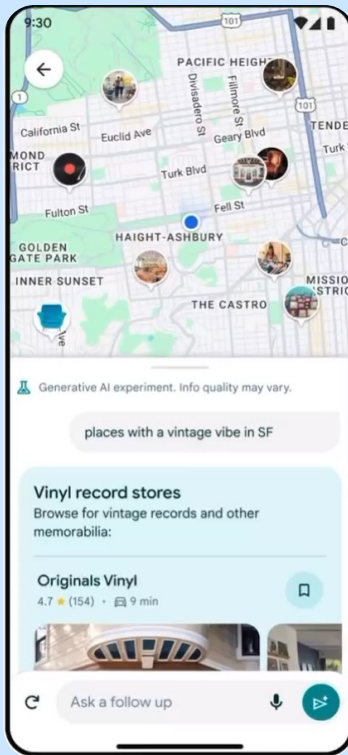 9:30
101
PACIFIC HEIGH
1
Divisadero St
Fillmore St
101
California St
Euclid Ave
Geary Blvd
TENDE
MOND
RICT
Turk Blvd
Turk
Fulton St
Fell St
HAIGHT-ASHBURY
GOLDEN
GATE PARK
INNER SUNSET
MISSIO
STRIC
THE CASTRO
Ave
Generative AI experiment. Info quality may vary.
places with a vintage vibe in SF
Vinyl record stores
Browse for vintage records and other
memorabilia:
Originals Vinyl
4.7 ★ (154) • 9 min
Ask a follow up